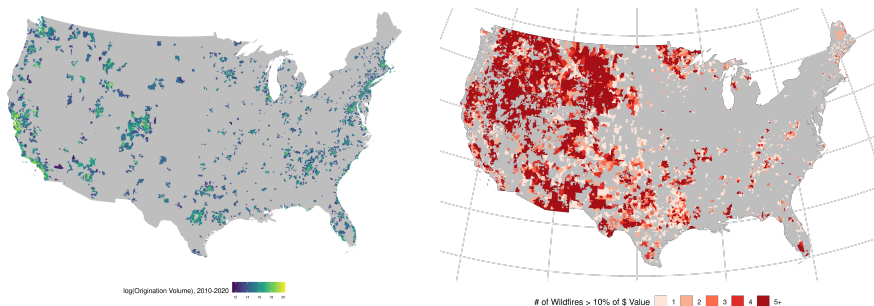 log(Origination Volume), 2010-2020
12 14 16 18 20
# of Wildfires > 10% of $ Value 1 2 3 4 5+